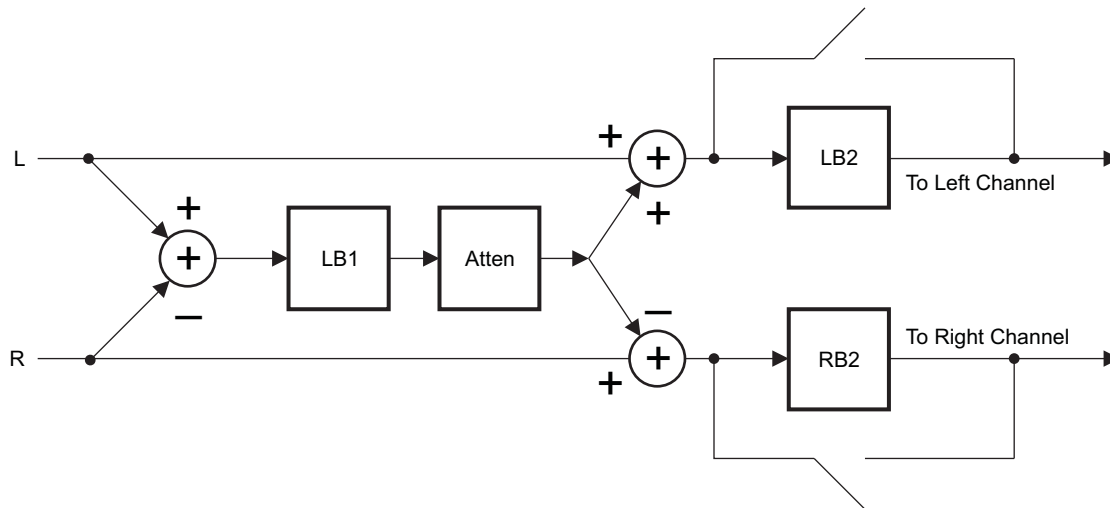 +
LB2
L
+
To Left Channel
+
+
+
LB1
Atten
−
−
To Right Channel
RB2
R
+
+